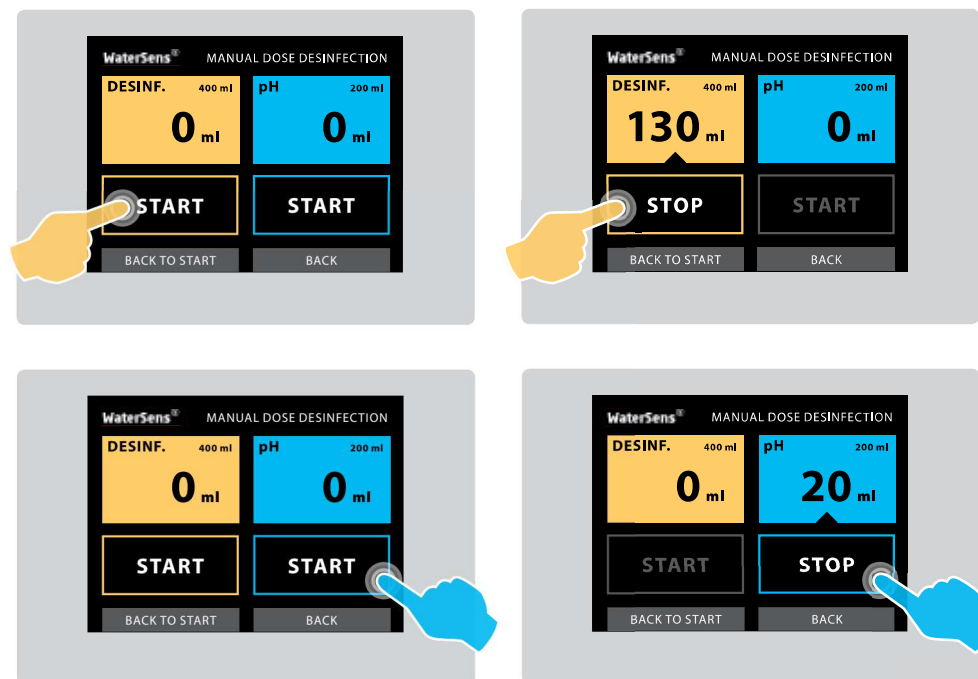 WaterSens® MANUAL DOSE DESINFECTION
DESINF. 400 ml pH 200 ml
0 ml 0 ml
START START
BACK TO START BACK
WaterSens® MANUAL DOSE DESINFECTION
DESINF. 400 ml pH 200 ml
130 ml 0 ml
STOP START
BACK TO START BACK
WaterSens® MANUAL DOSE DESINFECTION
DESINF. 400 ml pH 200 ml
0 ml 0 ml
START START
BACK TO START BACK
WaterSens® MANUAL DOSE DESINFECTION
DESINF. 400 ml pH 200 ml
0 ml 20 ml
START STOP
BACK TO START BACK